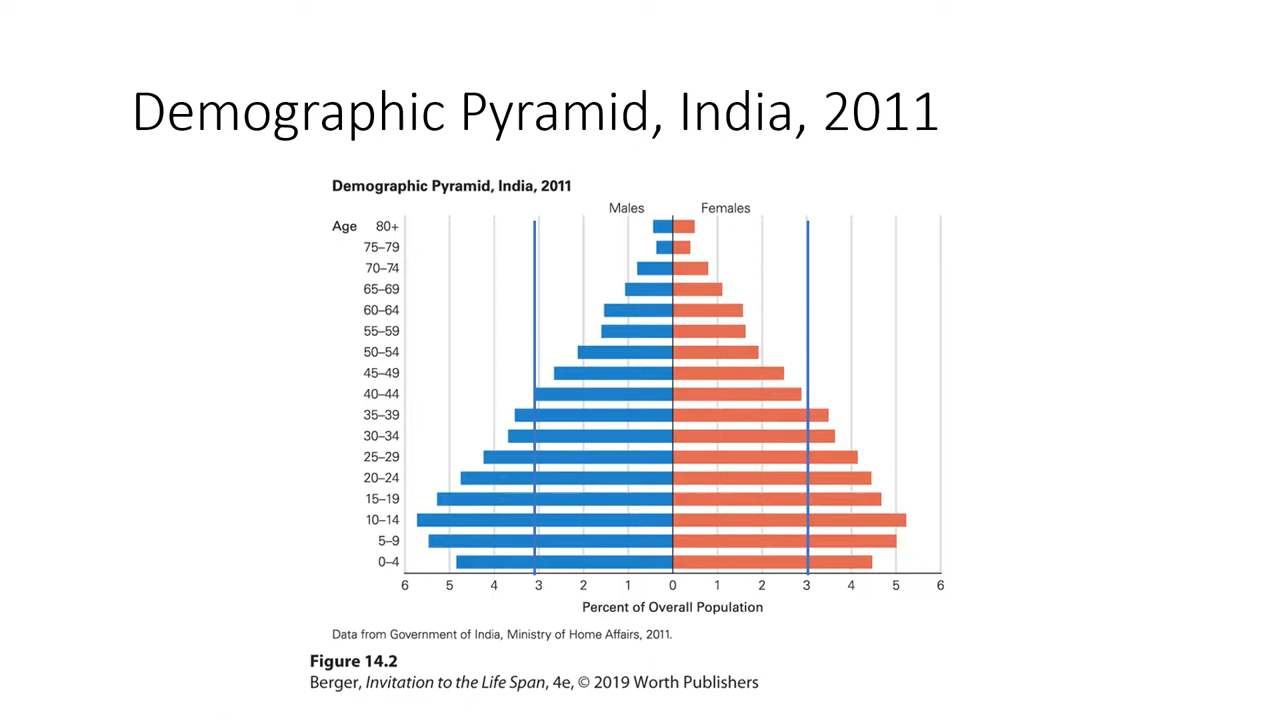 Demographic Pyramid, India, 2011
Demographic Pyramid, India, 2011
Males Females
Age 80+
75–79
70–74
65–69
60–64
55–59
50–54
45–49
40–44
35–39
30–34
25–29
20–24
15–19
10–14
5–9
0–4
6 5 4 3 2 1 0 1 2 3 4 5 6
Percent of Overall Population
Data from Government of India, Ministry of Home Affairs, 2011.
Figure 14.2
Berger, Invitation to the Life Span, 4e, © 2019 Worth Publishers